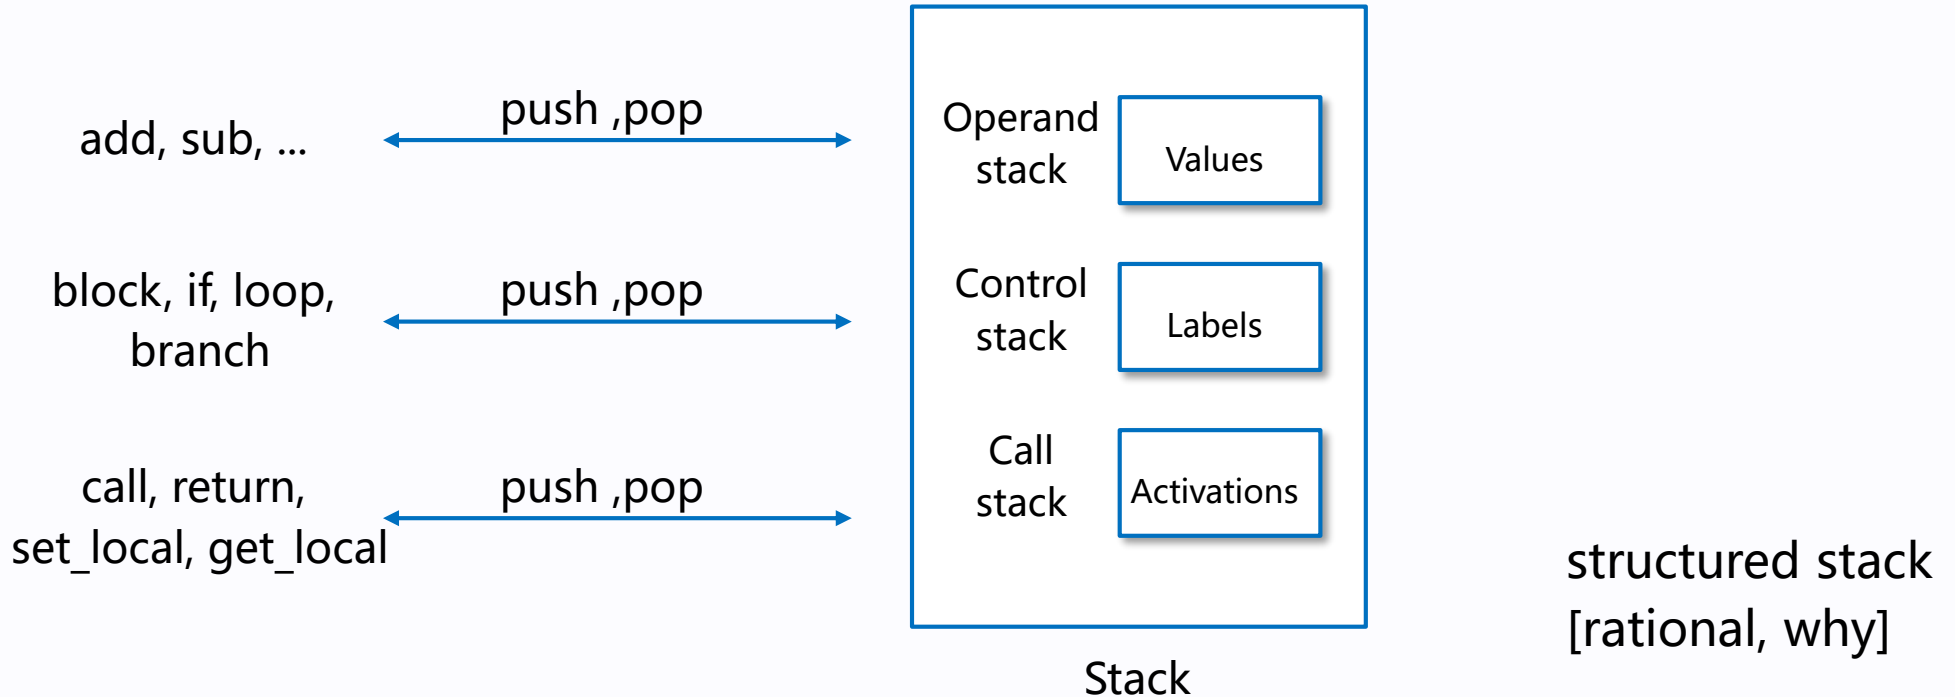 add, sub, ...
push ,pop
Operand
stack
Values
block, if, loop,
branch
push ,pop
Control
stack
Labels
call, return,
set_local, get_local
push ,pop
Call
stack
Activations
Stack
structured stack
[rational, why]